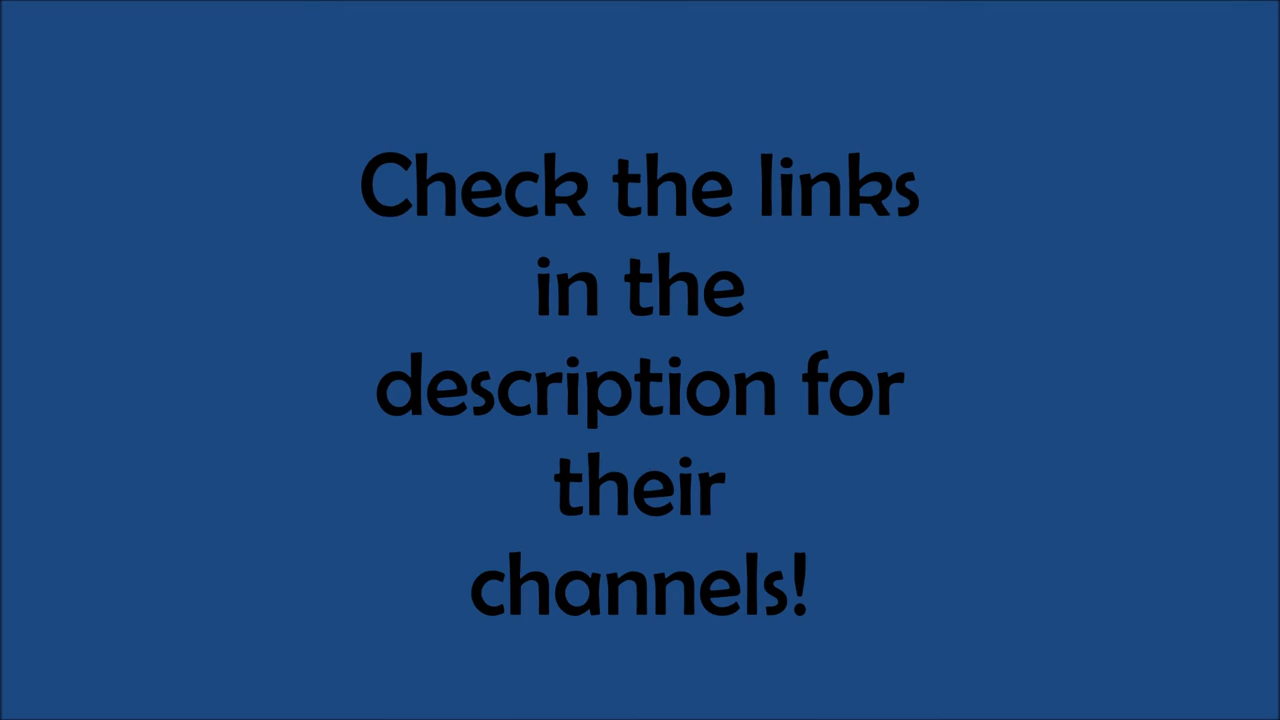 Check the links
in the
description for
their
channels!